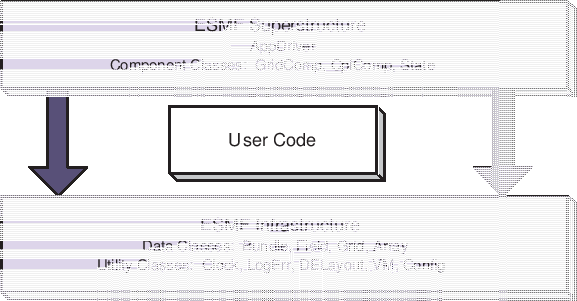 ESMF Superstructure
AppDriver
Component Classes: GridComp, CplComp, State
User Code
ESMF Infrastructure
Data Classes: Bundle, Field, Grid, Array
Utility Classes: Clock, LogErr, DELayout, VM, Config